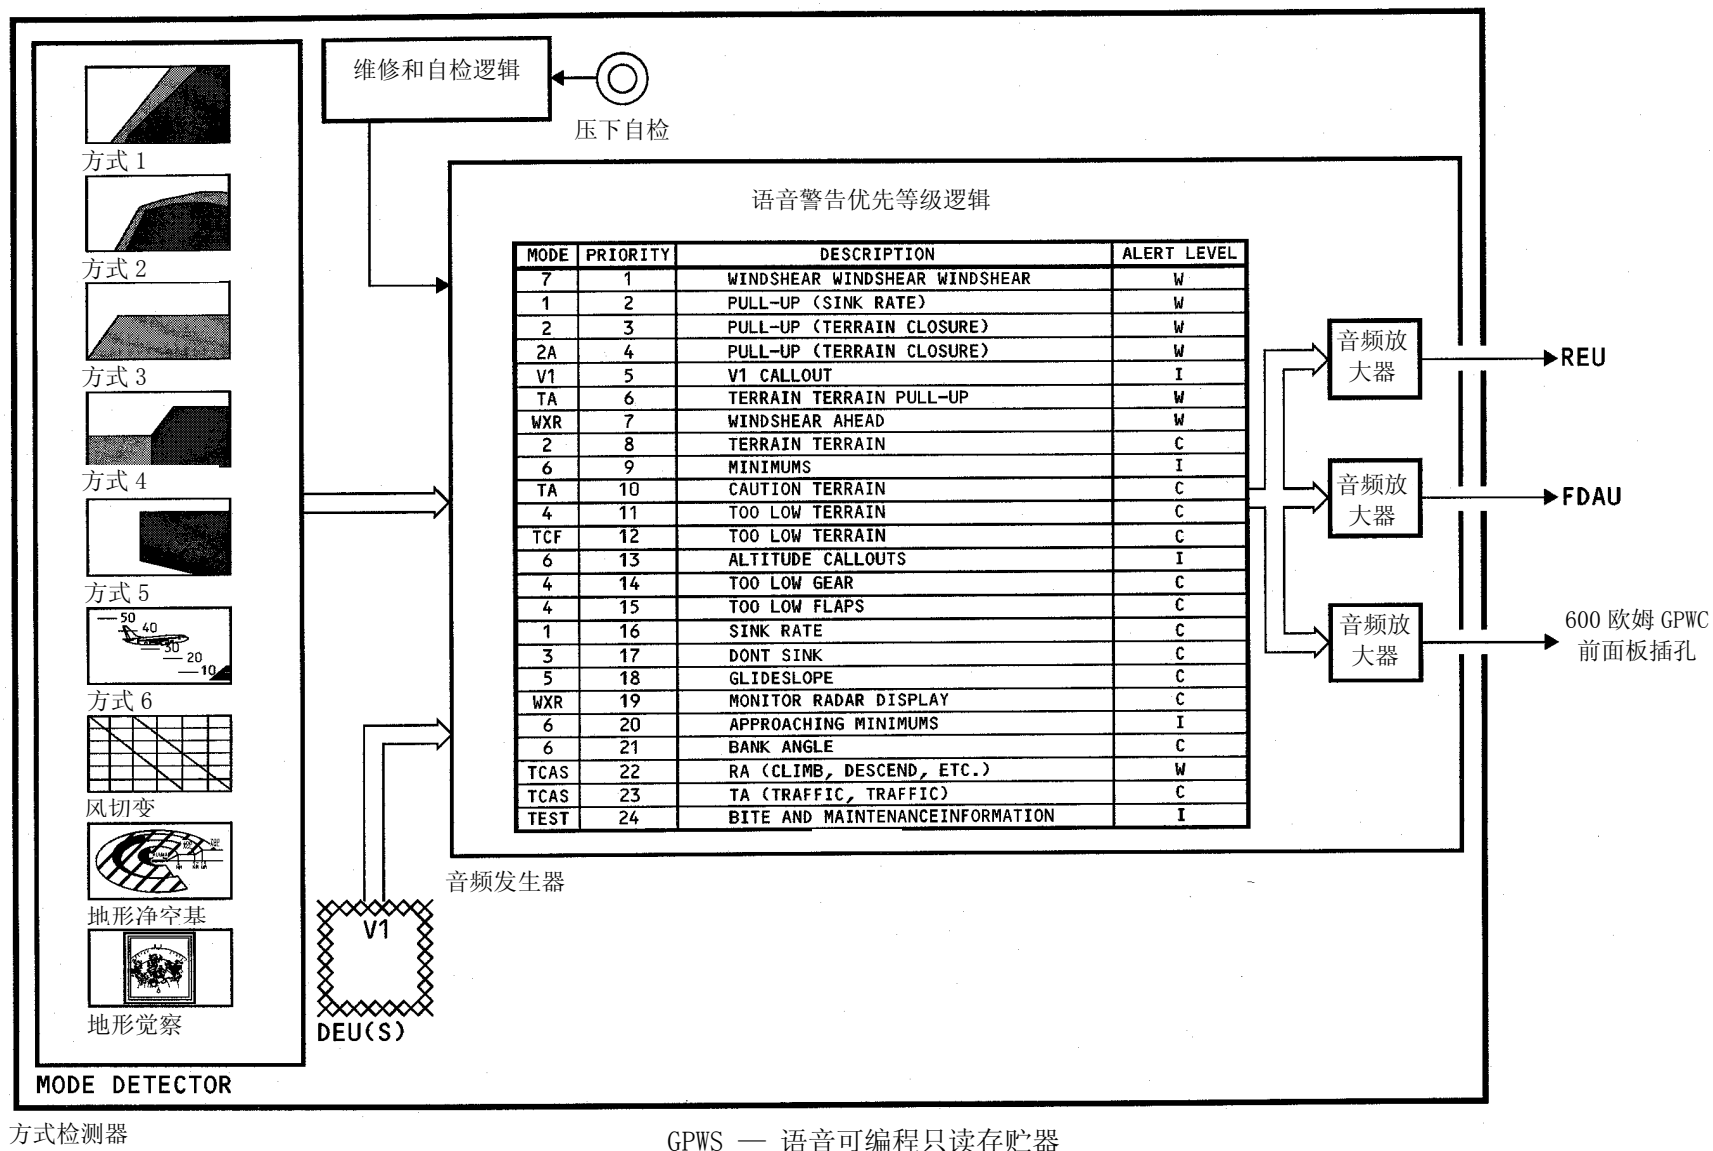 维修和自检逻辑
压下自检
方式 1
方式 2
方式 3
方式 4
方式 5
50
40
30
20
10
方式 6
风切变
地形净空基
地形觉察
MODE DETECTOR
方式检测器
语音警告优先等级逻辑
MODE PRIORITY DESCRIPTION ALERT LEVEL
7 1 WINDSHEAR WINDSHEAR WINDSHEAR W
1 2 PULL-UP (SINK RATE) W
2 3 PULL-UP (TERRAIN CLOSURE) W
2A 4 PULL-UP (TERRAIN CLOSURE) W
V1 5 V1 CALLOUT I
TA 6 TERRAIN TERRAIN PULL-UP W
WXR 7 WINDSHEAR AHEAD W
2 8 TERRAIN TERRAIN C
6 9 MINIMUMS I
TA 10 CAUTION TERRAIN C
4 11 TOO LOW TERRAIN C
TCF 12 TOO LOW TERRAIN C
6 13 ALTITUDE CALLOUTS I
4 14 TOO LOW GEAR C
4 15 TOO LOW FLAPS C
1 16 SINK RATE C
3 17 DONT SINK C
5 18 GLIDESLOPE C
WXR 19 MONITOR RADAR DISPLAY C
6 20 APPROACHING MINIMUMS I
6 21 BANK ANGLE C
TCAS 22 RA (CLIMB, DESCEND, ETC.) W
TCAS 23 TA (TRAFFIC, TRAFFIC) C
TEST 24 BITE AND MAINTENANCEINFORMATION I
音频发生器
V1
DEU(S)
音频放
大器
REU
音频放
大器
FDAU
音频放
大器
600 欧姆 GPWC
前面板插孔
GPWS — 语音可编程只读存贮器